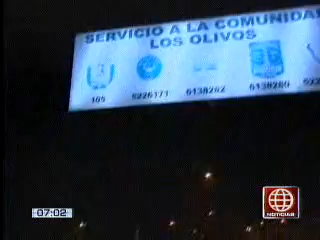 SERVICIO A LA COMUNIDAD
LOS OLIVOS
105 5226171 6138282 6138280
07:02
NOTICIAS